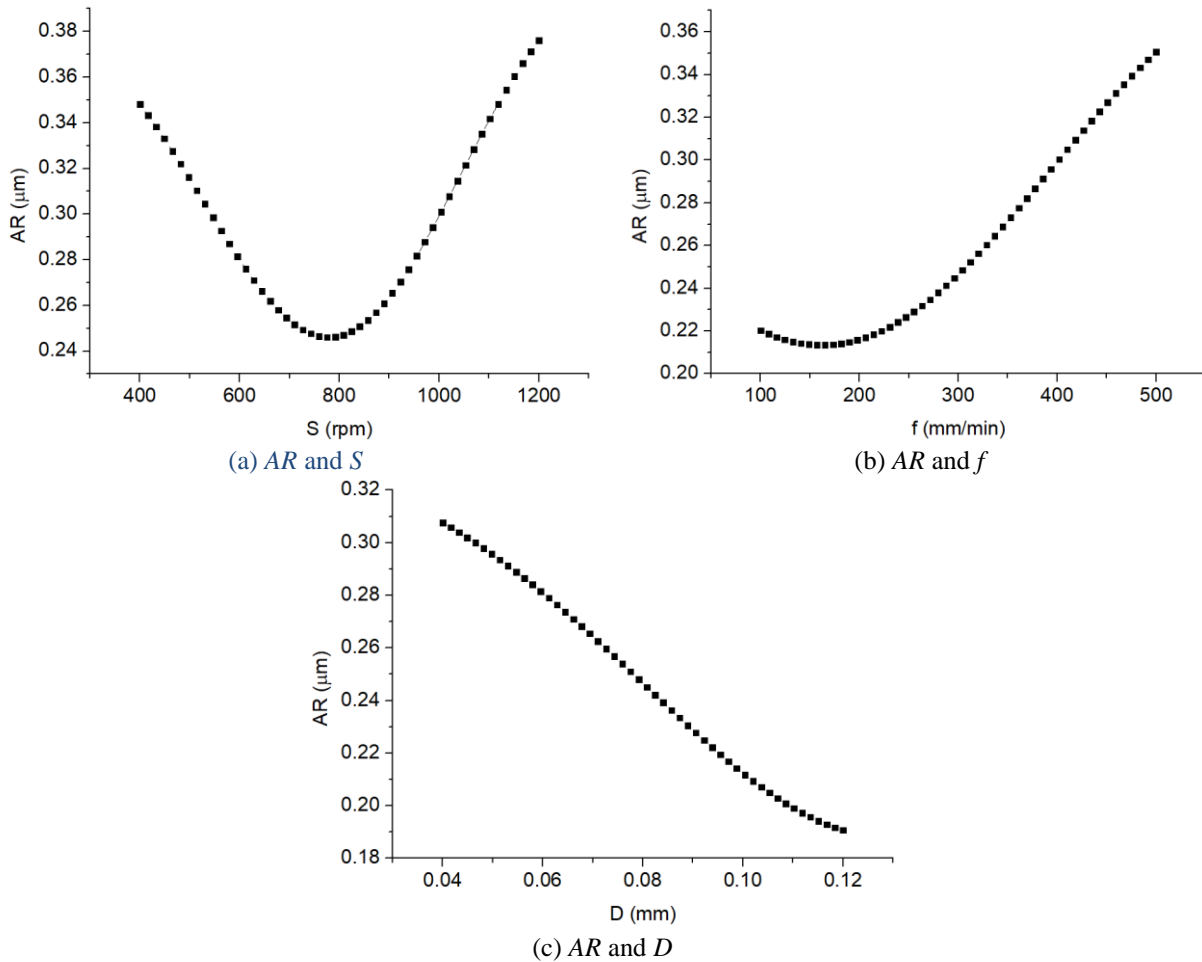 0.38
0.36
0.34
0.32
0.30
0.28
0.26
0.24
AR (μm)
400 600 800 1000 1200
S (rpm)
(a) AR and S
0.36
0.34
0.32
0.30
0.28
0.26
0.24
0.22
0.20
AR (μm)
100 200 300 400 500
f (mm/min)
(b) AR and f
0.32
0.30
0.28
0.26
0.24
0.22
0.20
0.18
AR (μm)
0.04 0.06 0.08 0.10 0.12
D (mm)
(c) AR and D